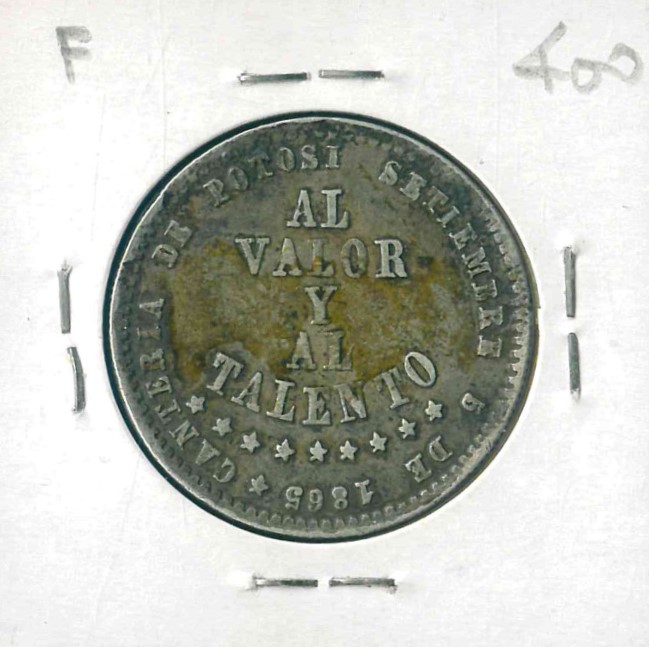 F
400
CANTERIA DE POTOSI SETIEMBRE 5 DE 1865
AL
VALOR
Y
AL
TALENTO